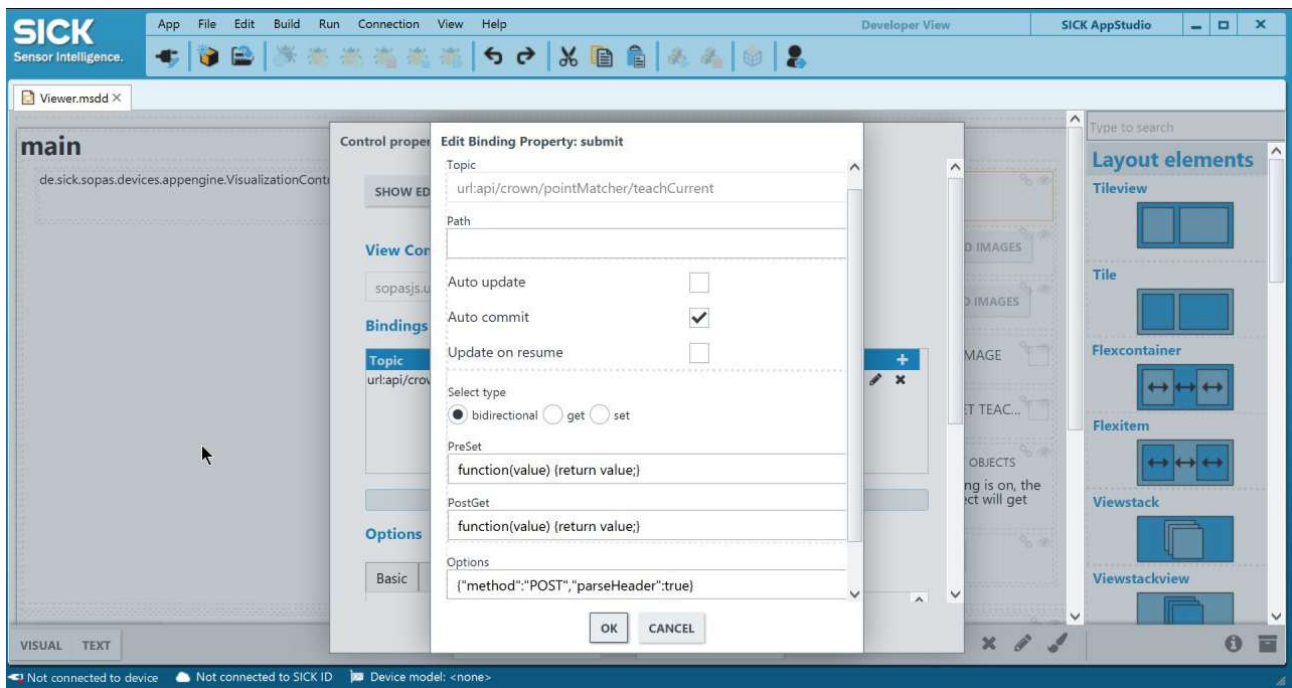 SICK
Sensor Intelligence.
App File Edit Build Run Connection View Help
Developer View
SICK AppStudio
Viewer.msdd
main
de.sick.sopas.devices.appengine.VisualizationCont
Control proper
SHOW ED
View Con
sopasjs.u
Bindings
Topic
url:api/crow
Options
Basic
Edit Binding Property: submit
Topic
url:api/crown/pointMatcher/teachCurrent
Path
Auto update
Auto commit
Update on resume
Select type
bidirectional get set
PreSet
function(value) {return value;}
PostGet
function(value) {return value;}
Options
{"method":"POST","parseHeader":true}
OK CANCEL
D IMAGES
D IMAGES
MAGE
ET TEAC...
OBJECTS
ng is on, the
ect will get
Type to search
Layout elements
Tileview
Tile
Flexcontainer
Flexitem
Viewstack
Viewstackview
VISUAL TEXT
Not connected to device Not connected to SICK ID Device model: <none>